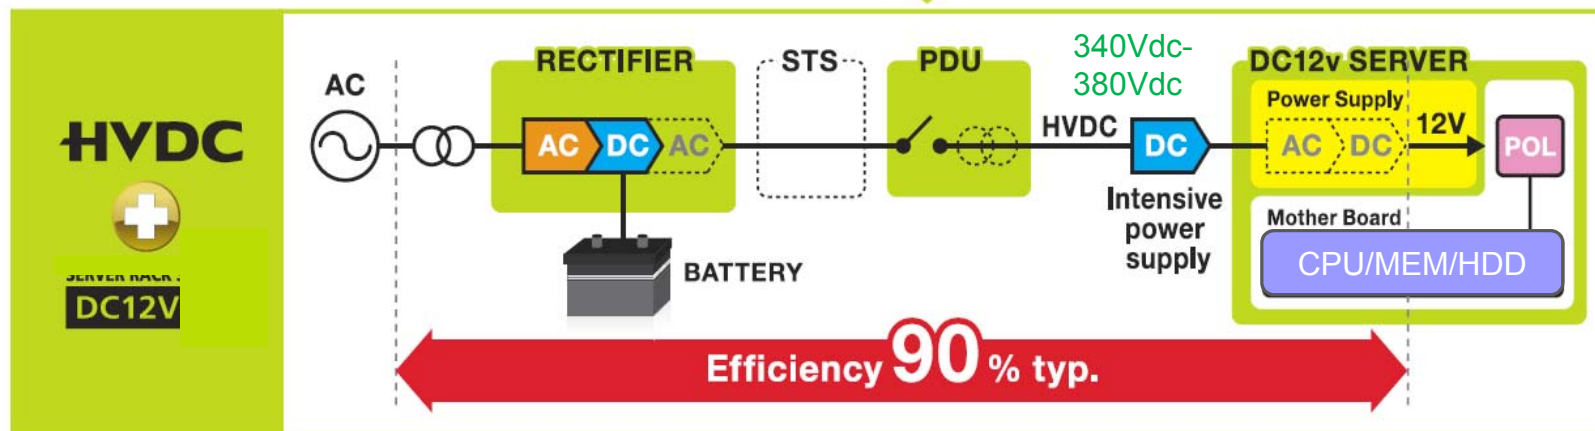 HVDC
DC12V
AC
RECTIFIER
AC DC AC
BATTERY
STS
PDU
340Vdc-
380Vdc
HVDC
DC
Intensive
power
supply
DC12v SERVER
Power Supply
AC DC
12V
POL
Mother Board
CPU/MEM/HDD
Efficiency 90 % typ.